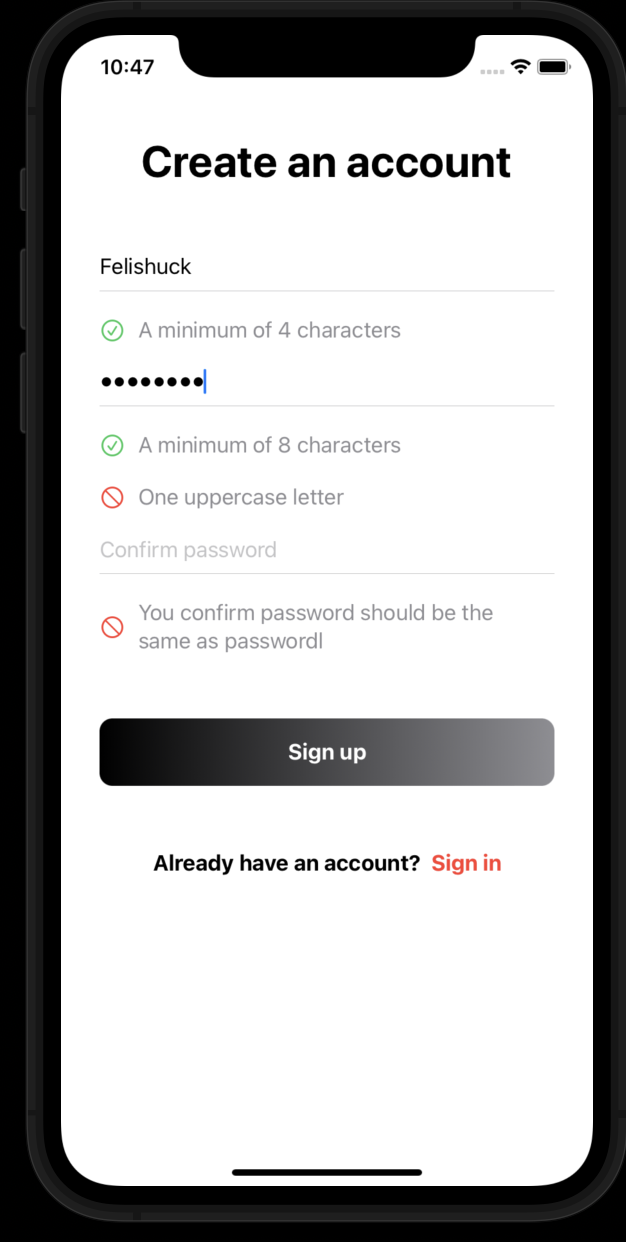 10:47
Create an account
Felishuck
A minimum of 4 characters
••••••••
A minimum of 8 characters
One uppercase letter
Confirm password
You confirm password should be the
same as passwordl
Sign up
Already have an account? Sign in